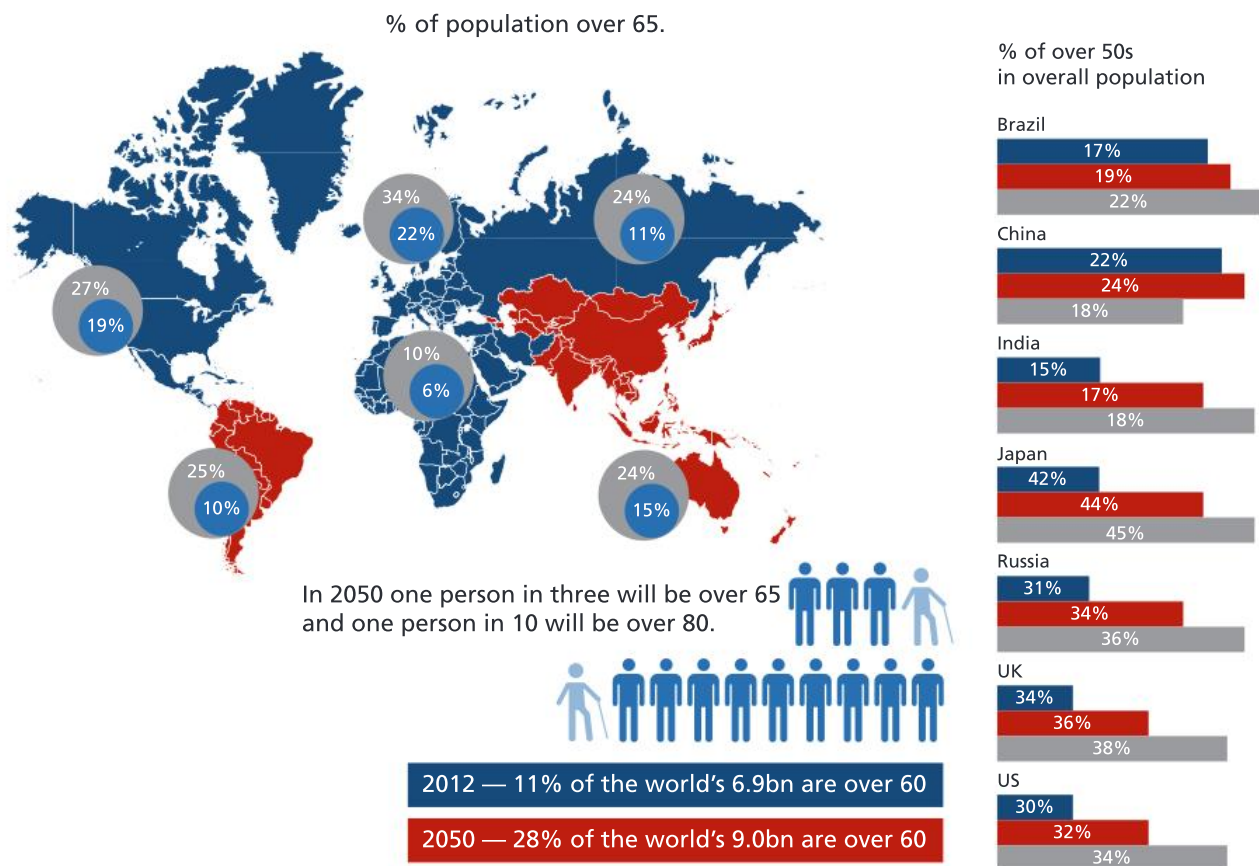 % of population over 65.
34%
22%
24%
11%
27%
19%
10%
6%
25%
10%
24%
15%
In 2050 one person in three will be over 65
and one person in 10 will be over 80.
2012 — 11% of the world's 6.9bn are over 60
2050 — 28% of the world's 9.0bn are over 60
% of over 50s
in overall population
Brazil
17%
19%
22%
China
22%
24%
18%
India
15%
17%
18%
Japan
42%
44%
45%
Russia
31%
34%
36%
UK
34%
36%
38%
US
30%
32%
34%